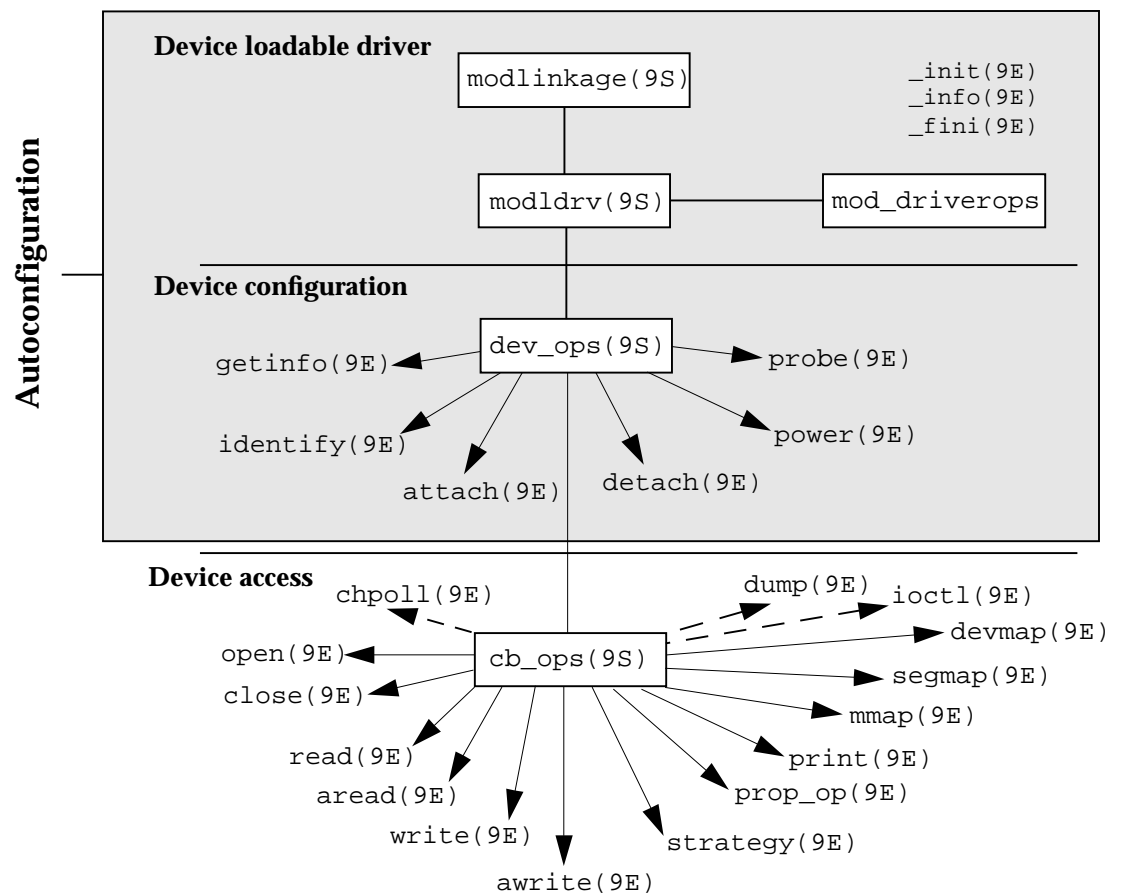 Autoconfiguration
Device loadable driver
modlinkage(9S)
_init(9E)
_info(9E)
_fini(9E)
modldrv(9S)
mod_driverops
Device configuration
dev_ops(9S)
getinfo(9E)
probe(9E)
identify(9E)
power(9E)
attach(9E)
detach(9E)
Device access
chpoll(9E)
dump(9E)
ioctl(9E)
devmap(9E)
open(9E)
cb_ops(9S)
segmap(9E)
close(9E)
mmap(9E)
read(9E)
print(9E)
aread(9E)
prop_op(9E)
write(9E)
strategy(9E)
awrite(9E)